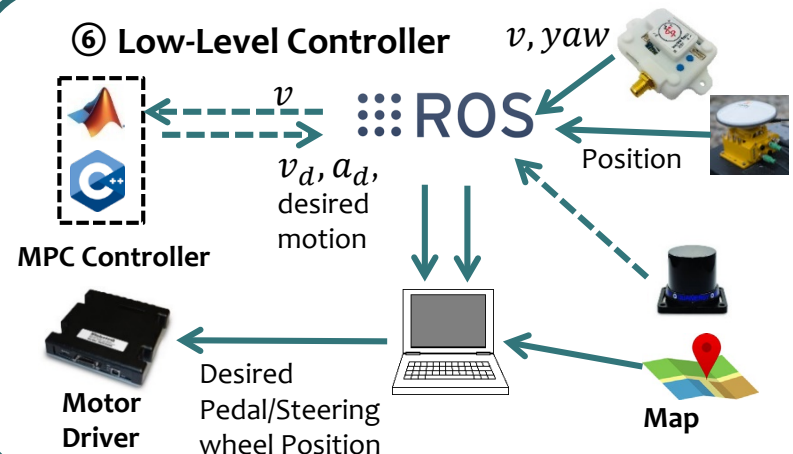 ⑥ Low-Level Controller
v, yaw
v
ROS
C++
Position
v_d, a_d,
desired
motion
MPC Controller
Desired
Pedal/Steering
wheel Position
Motor
Driver
Map